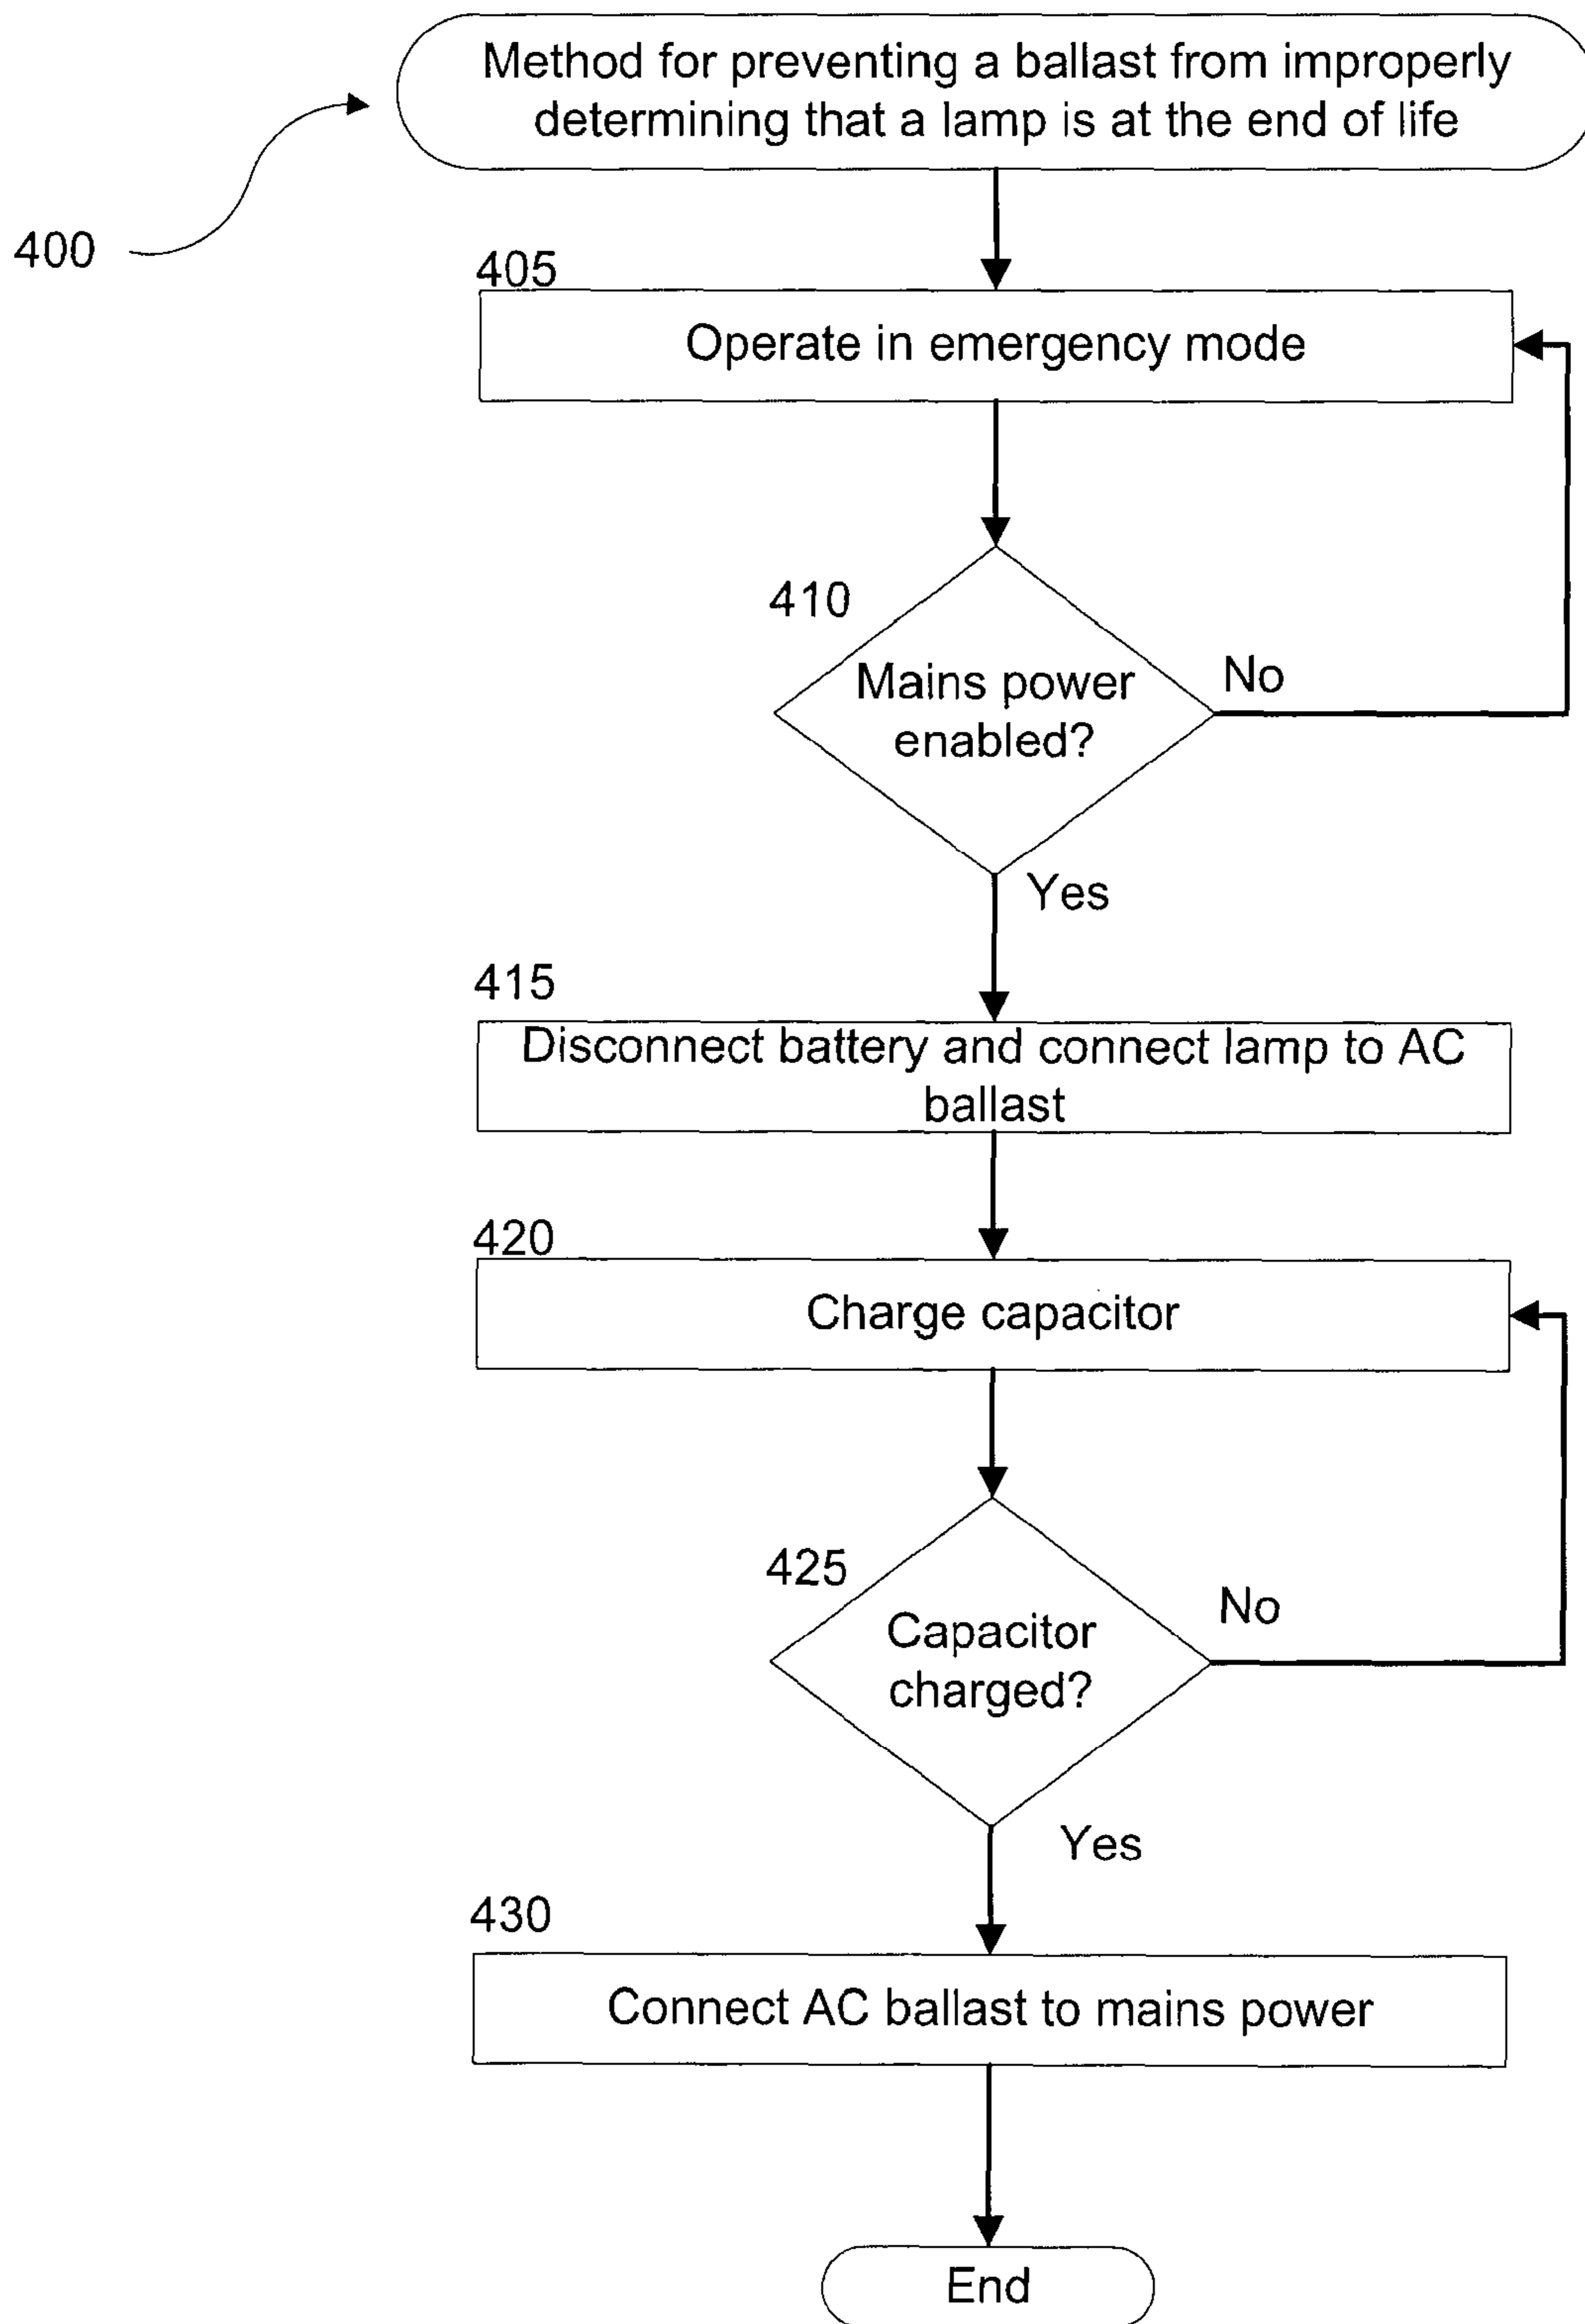 Method for preventing a ballast from improperly
determining that a lamp is at the end of life
400
405
Operate in emergency mode
410
Mains power
enabled?
No
Yes
415
Disconnect battery and connect lamp to AC
ballast
420
Charge capacitor
425
Capacitor
charged?
No
Yes
430
Connect AC ballast to mains power
End